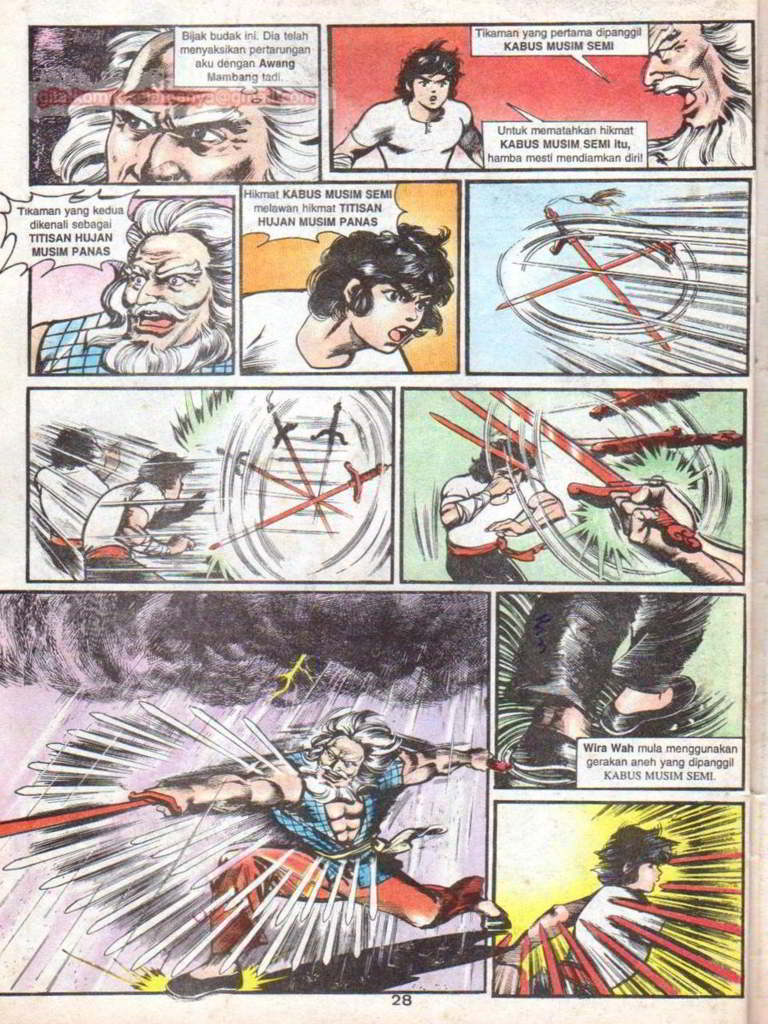 Bijak budak ini. Dia telah
menyaksikan pertarungan
aku dengan Awang
Mambang tadi.
Tikaman yang pertama dipanggil
KABUS MUSIM SEMI
Untuk mematahkan hikmat
KABUS MUSIM SEMI itu,
hamba mesti mendiamkan diri!
Tikaman yang kedua
dikenali sebagai
TITISAN HUJAN
MUSIM PANAS
Hikmat KABUS MUSIM SEMI
melawan hikmat TITISAN
HUJAN MUSIM PANAS
Wira Wah mula menggunakan
gerakan aneh yang dipanggil
KABUS MUSIM SEMI.
28